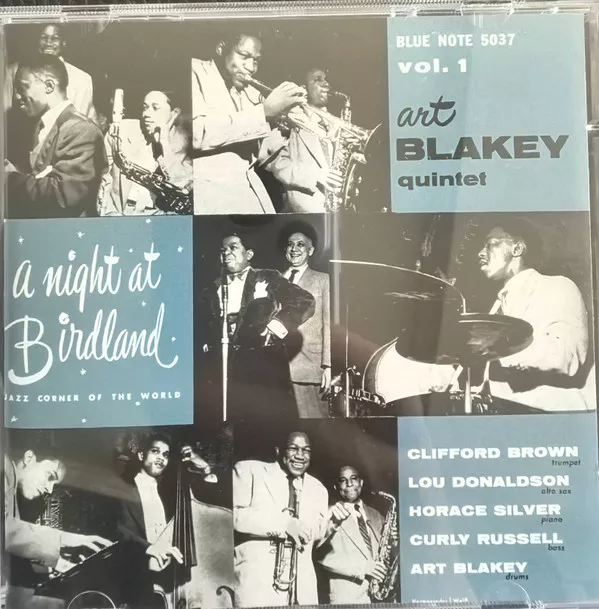 BLUE NOTE 5037
vol. 1
art
BLAKEY
quintet
a night at
Birdland
JAZZ CORNER OF THE WORLD
CLIFFORD BROWN
trumpet
LOU DONALDSON
alto sax
HORACE SILVER
piano
CURLY RUSSELL
bass
ART BLAKEY
drums